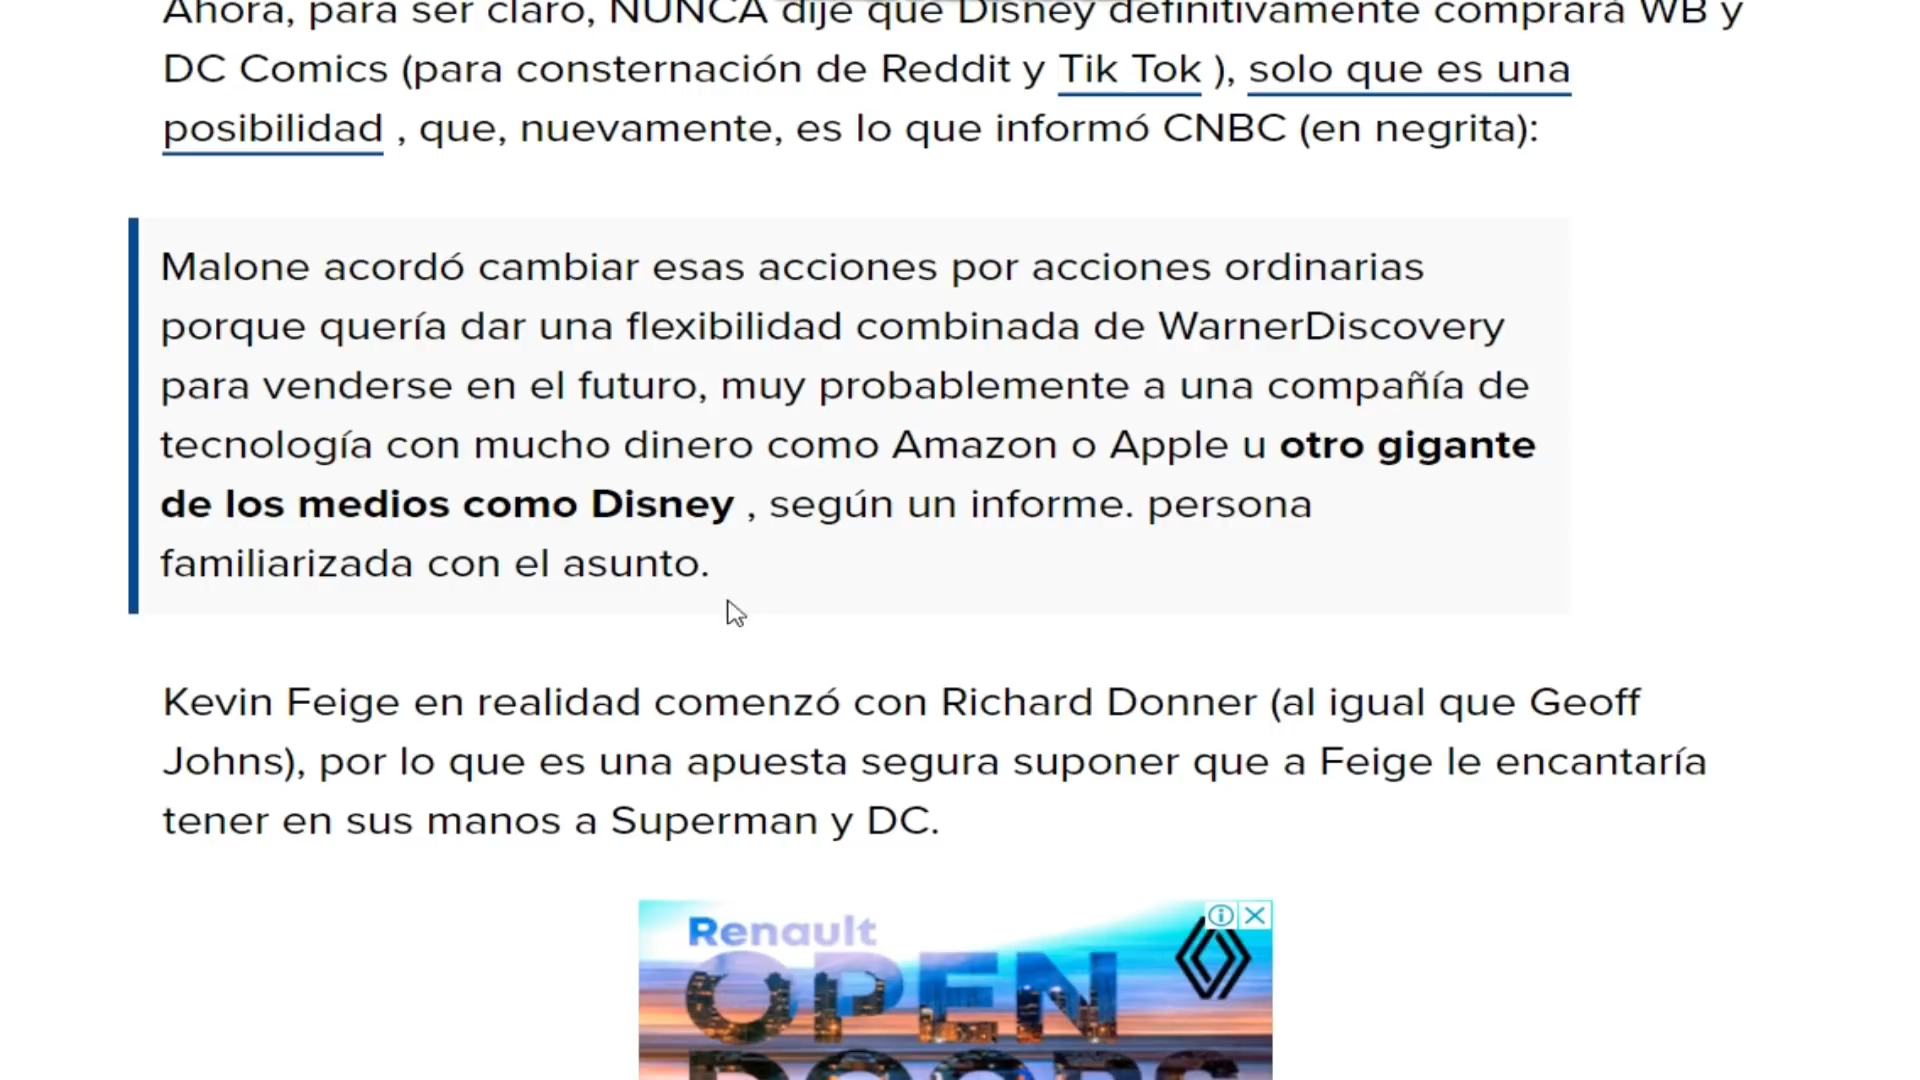 Ahora, para ser claro, NUNCA dije que Disney definitivamente comprará WB y
DC Comics (para consternación de Reddit y Tik Tok ), solo que es una
posibilidad , que, nuevamente, es lo que informó CNBC (en negrita):
Malone acordó cambiar esas acciones por acciones ordinarias
porque quería dar una flexibilidad combinada de WarnerDiscovery
para venderse en el futuro, muy probablemente a una compañía de
tecnología con mucho dinero como Amazon o Apple u otro gigante
de los medios como Disney , según un informe. persona
familiarizada con el asunto.
Kevin Feige en realidad comenzó con Richard Donner (al igual que Geoff
Johns), por lo que es una apuesta segura suponer que a Feige le encantaría
tener en sus manos a Superman y DC.
Renault
OPEN
DOORS